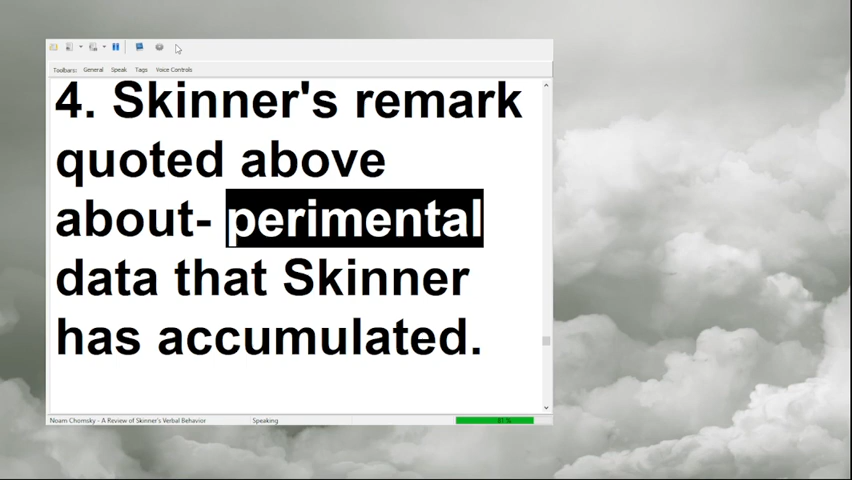 Toolbars: General Speak Tags Voice Controls
4. Skinner's remark
quoted above
about- perimental
data that Skinner
has accumulated.
Noam Chomsky - A Review of Skinner's Verbal Behavior Speaking 81 %